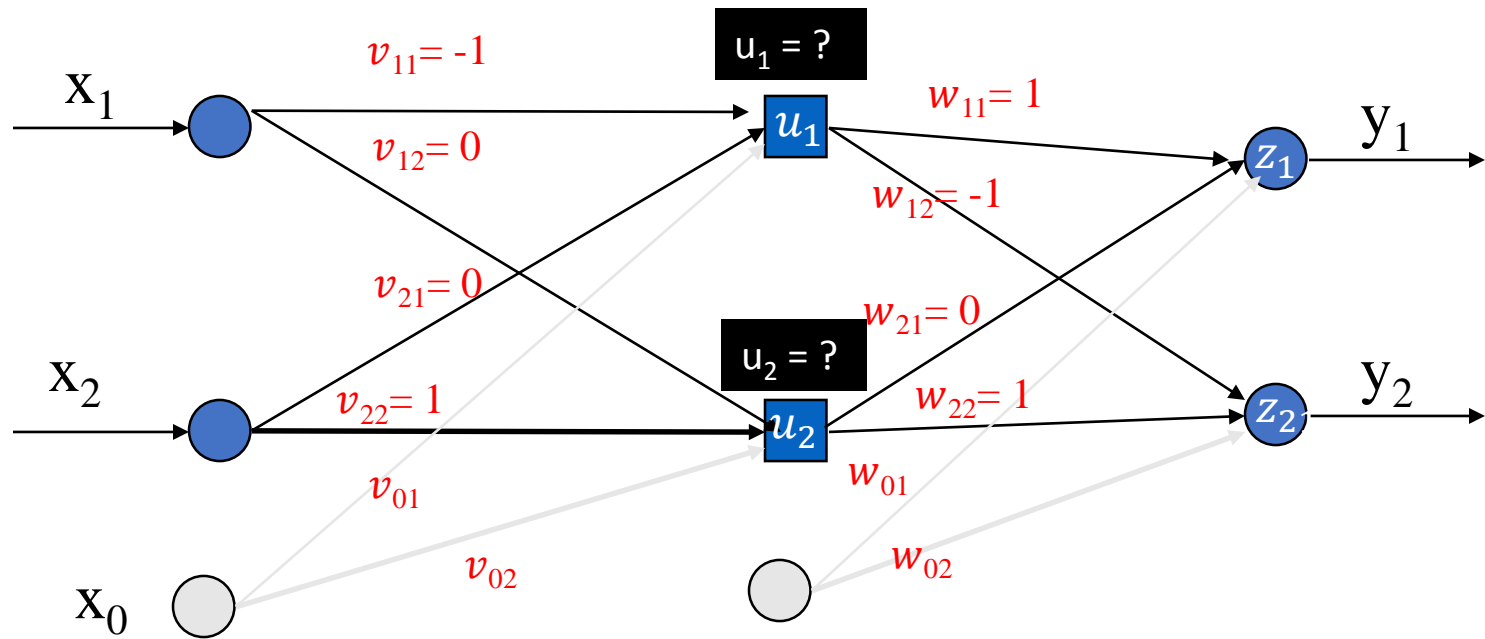 v₁₁= -1
u₁ = ?
x₁
w₁₁= 1
y₁
u₁
v₁₂= 0
z₁
w₁₂= -1
v₂₁= 0
w₂₁= 0
u₂ = ?
x₂
y₂
v₂₂= 1
w₂₂= 1
u₂
z₂
v₀₁
w₀₁
v₀₂
w₀₂
x₀